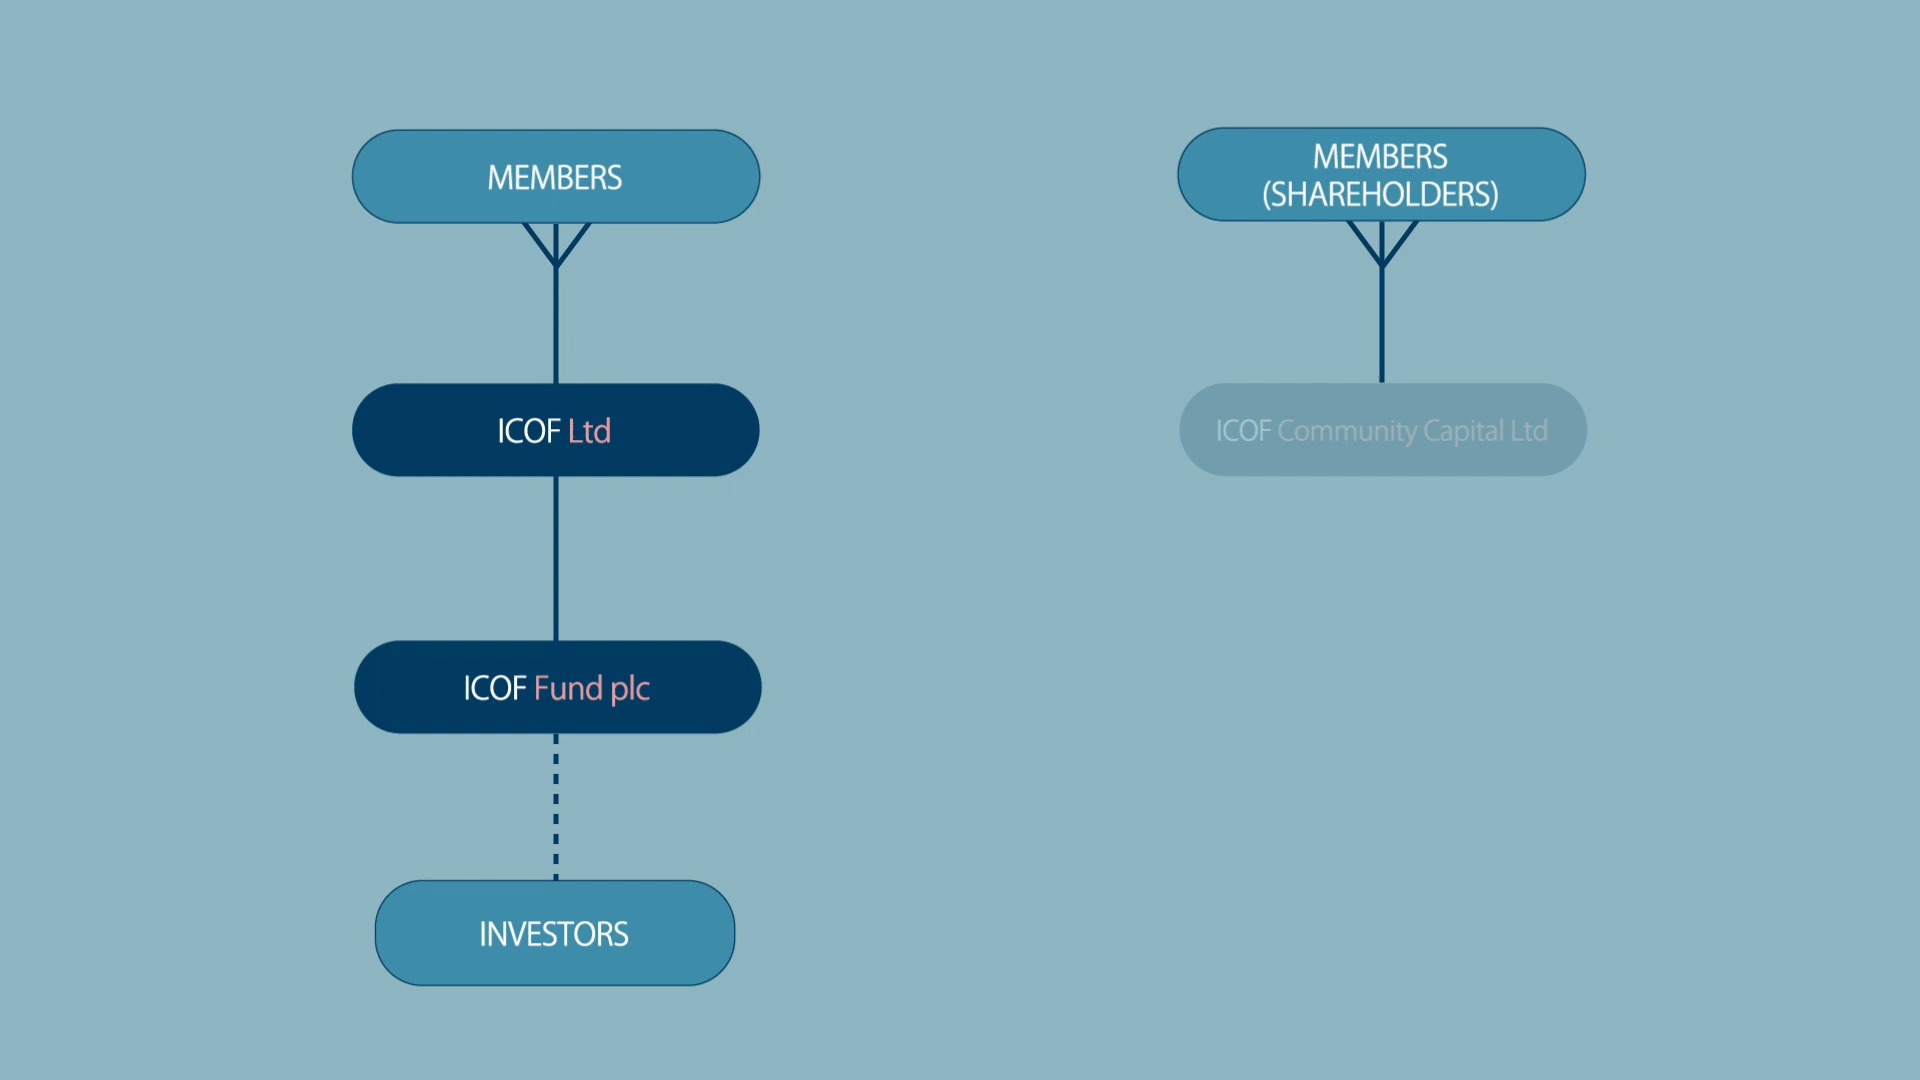 MEMBERS
ICOF Ltd
ICOF Fund plc
INVESTORS
MEMBERS
(SHAREHOLDERS)
ICOF Community Capital Ltd